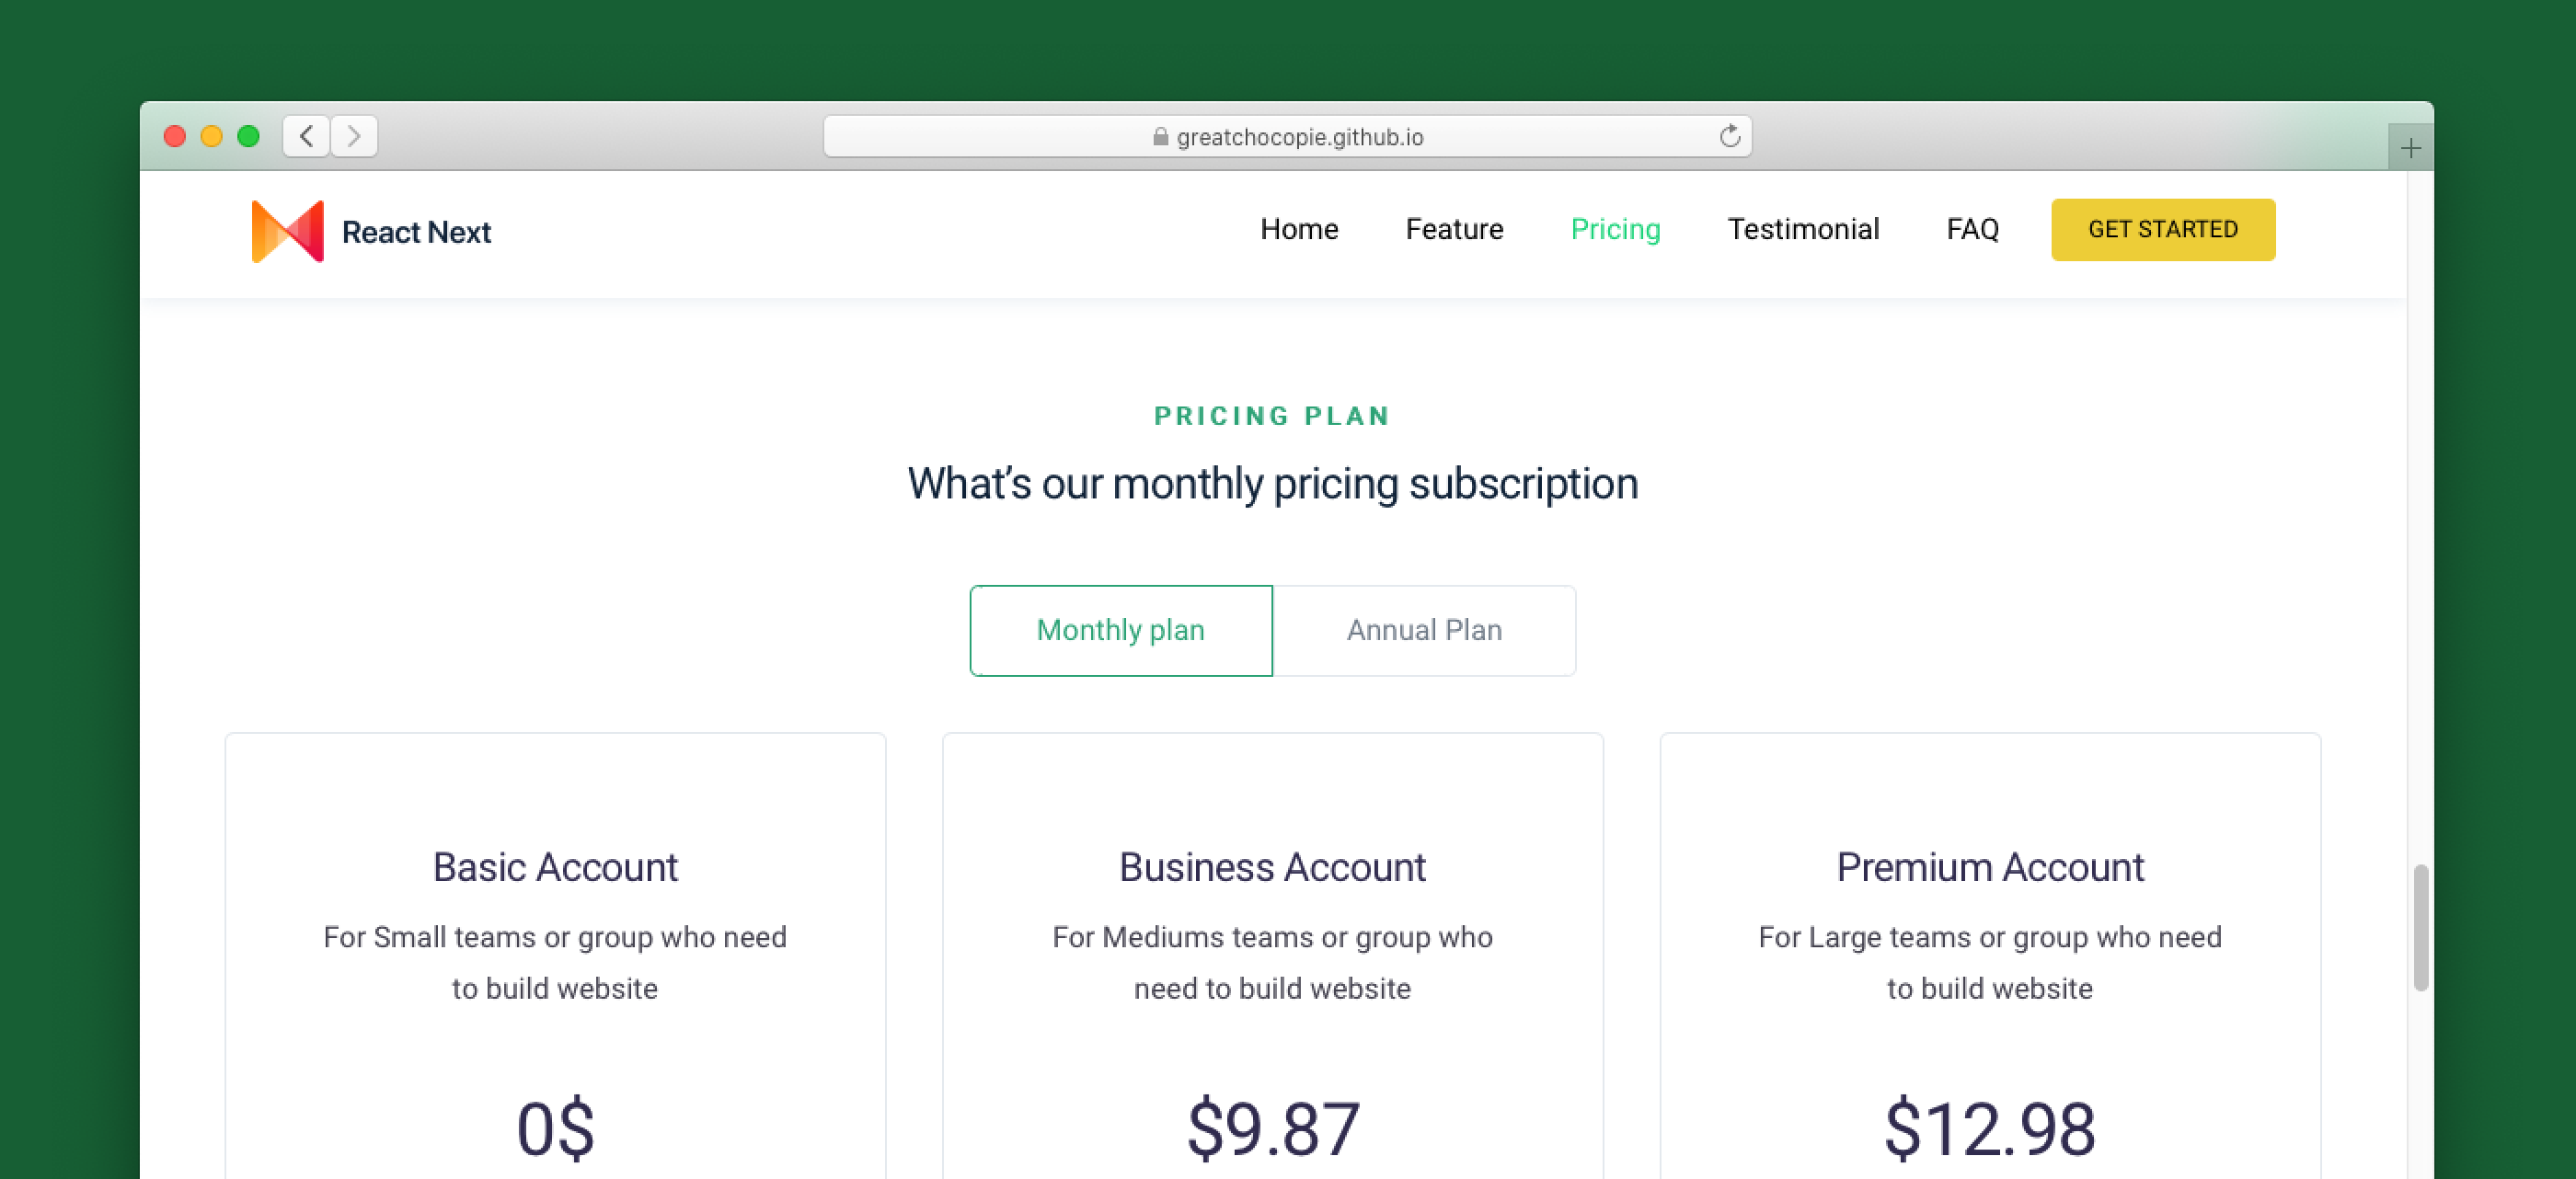 greatchocopie.github.io
React Next
Home Feature Pricing Testimonial FAQ GET STARTED
PRICING PLAN
What's our monthly pricing subscription
Monthly plan Annual Plan
Basic Account
For Small teams or group who need
to build website
0$
Business Account
For Mediums teams or group who
need to build website
$9.87
Premium Account
For Large teams or group who need
to build website
$12.98